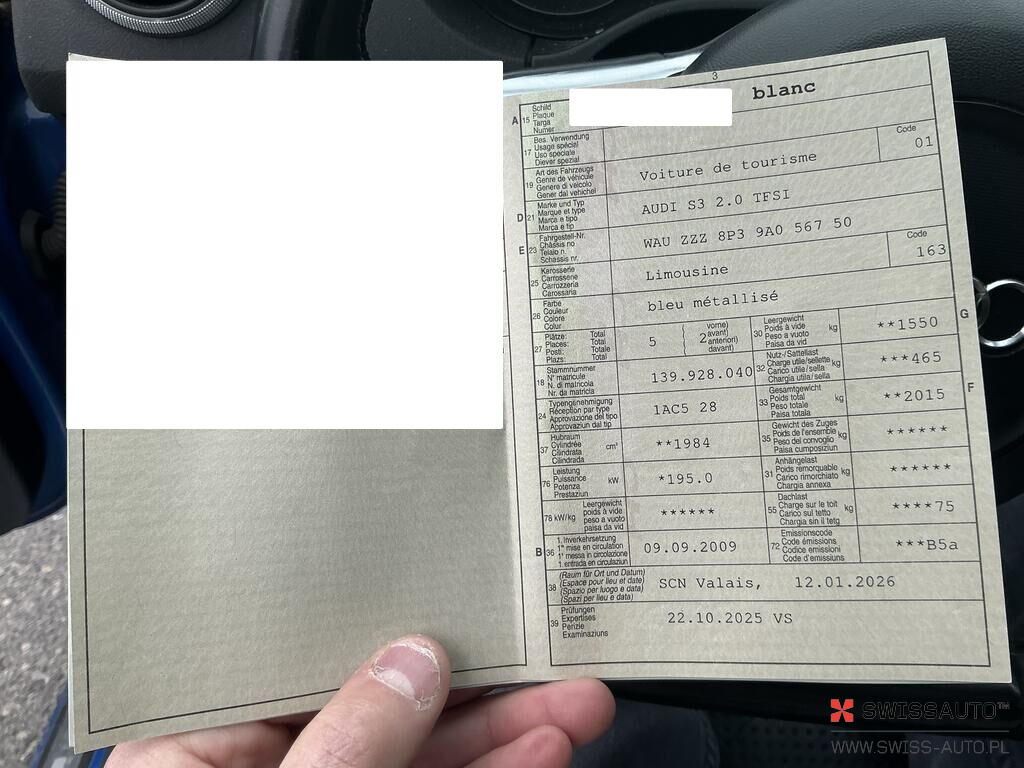 3
A 15 Schild
Plaque
Targa
Numer
blanc
17 Bes. Verwendung
Usage spécial
Uso speciale
Diever spezial
19 Art des Fahrzeugs
Genre de véhicule
Genere di veicolo
Gener dal vehichel
Voiture de tourisme
Code
01
D 21 Marke und Typ
Marque et type
Marca e tipo
Marca e tip
AUDI S3 2.0 TFSI
E 23 Fahrgestell-Nr.
Châssis no
Telaio n.
Schassis nr.
WAU ZZZ 8P3 9A0 567 50
25 Karosserie
Carrosserie
Carrozzeria
Carossaria
Limousine
Code
163
26 Farbe
Couleur
Colore
Colur
bleu métallisé
27 Plätze: Total
Places: Total
Posti: Totale
Plazs: Total
5
( 2 vorne)
avant)
anteriori)
davant)
30 Leergewicht
Poids à vide
Peso a vuoto
Paisa da vid
kg
**1550
G
18 Stammnummer
N° matricule
N. di matricola
Nr. da matricla
139.928.040
32 Nutz-/Sattellast
Charge utile/sellette
Carico utile/sella
Chargia utila/sella
kg
***465
24 Typengenehmigung
Réception par type
Approvazione del tipo
Approvaziun dal tip
1AC5 28
33 Gesamtgewicht
Poids total
Peso totale
Paisa totala
kg
**2015
F
37 Hubraum
Cylindrée
Cilindrata
Cilindrada
cm³
**1984
35 Gewicht des Zuges
Poids de l'ensemble
Peso del convoglio
Paisa cumposiziun
kg
******
76 Leistung
Puissance
Potenza
Prestaziun
kW
*195.0
31 Anhängelast
Poids remorquable
Carico rimorchiato
Chargia annexa
kg
******
78 kW/kg
Leergewicht
poids à vide
peso a vuoto
paisa da vid
******
55 Dachlast
Charge sur le toit
Carico sul tetto
Chargia sin il tetg
kg
****75
B 36 1. Inverkehrsetzung
1re mise en circulation
1a messa in circolazione
1. entrada en circulaziun
09.09.2009
72 Emissionscode
Code émissions
Codice emissioni
Code d'emissiuns
***B5a
38 (Raum für Ort und Datum)
(Espace pour lieu et date)
(Spazio per luogo e data)
(Spazi per lieu e data)
SCN Valais, 12.01.2026
39 Prüfungen
Expertises
Perizie
Examinaziuns
22.10.2025 VS
SWISSAUTO™
WWW.SWISS-AUTO.PL